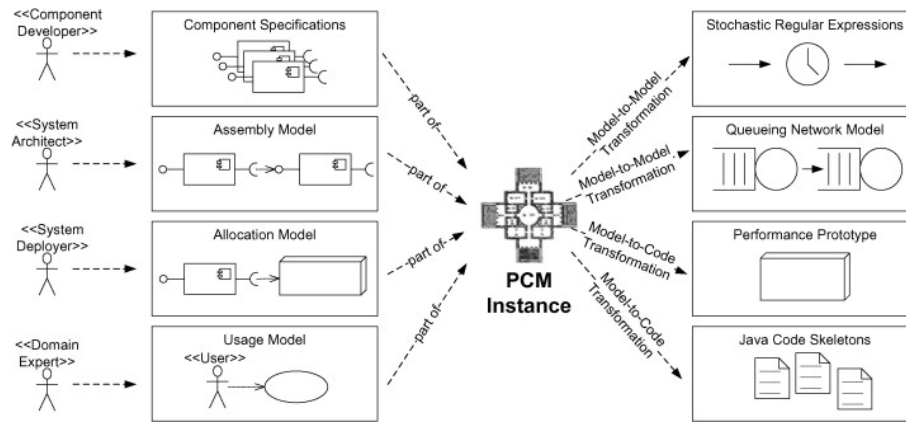 <<Component
Developer>>
Component Specifications
<<System
Architect>>
Assembly Model
<<System
Deployer>>
Allocation Model
<<Domain
Expert>>
Usage Model
<<User>>
part of
part of
part of
part of
PCM
Instance
Model-to-Model
Transformation
Model-to-Model
Transformation
Model-to-Code
Transformation
Model-to-Code
Transformation
Stochastic Regular Expressions
Queueing Network Model
Performance Prototype
Java Code Skeletons